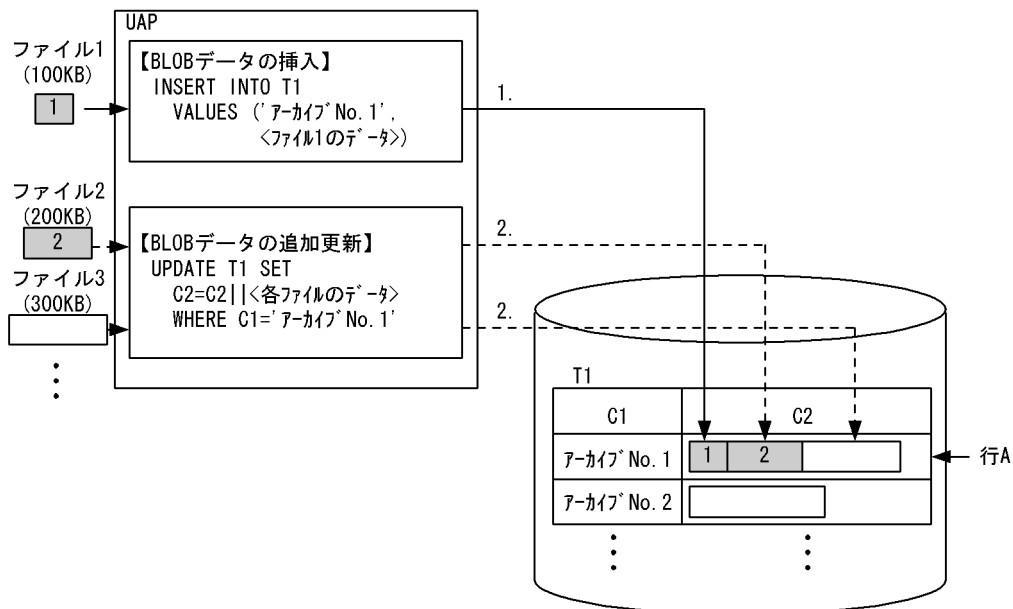 UAP
ファイル1
(100KB)
1
【BLOBデータの挿入】
INSERT INTO T1
VALUES ('ｱｰｶｲﾌﾞNo.1',
<ﾌｧｲﾙ1のﾃﾞｰﾀ>)
1.
ファイル2
(200KB)
2
【BLOBデータの追加更新】
UPDATE T1 SET
C2=C2||<各ﾌｧｲﾙのﾃﾞｰﾀ>
WHERE C1='ｱｰｶｲﾌﾞNo.1'
2.
2.
ファイル3
(300KB)
T1
C1 C2
ｱｰｶｲﾌﾞNo.1 1 2
行A
ｱｰｶｲﾌﾞNo.2